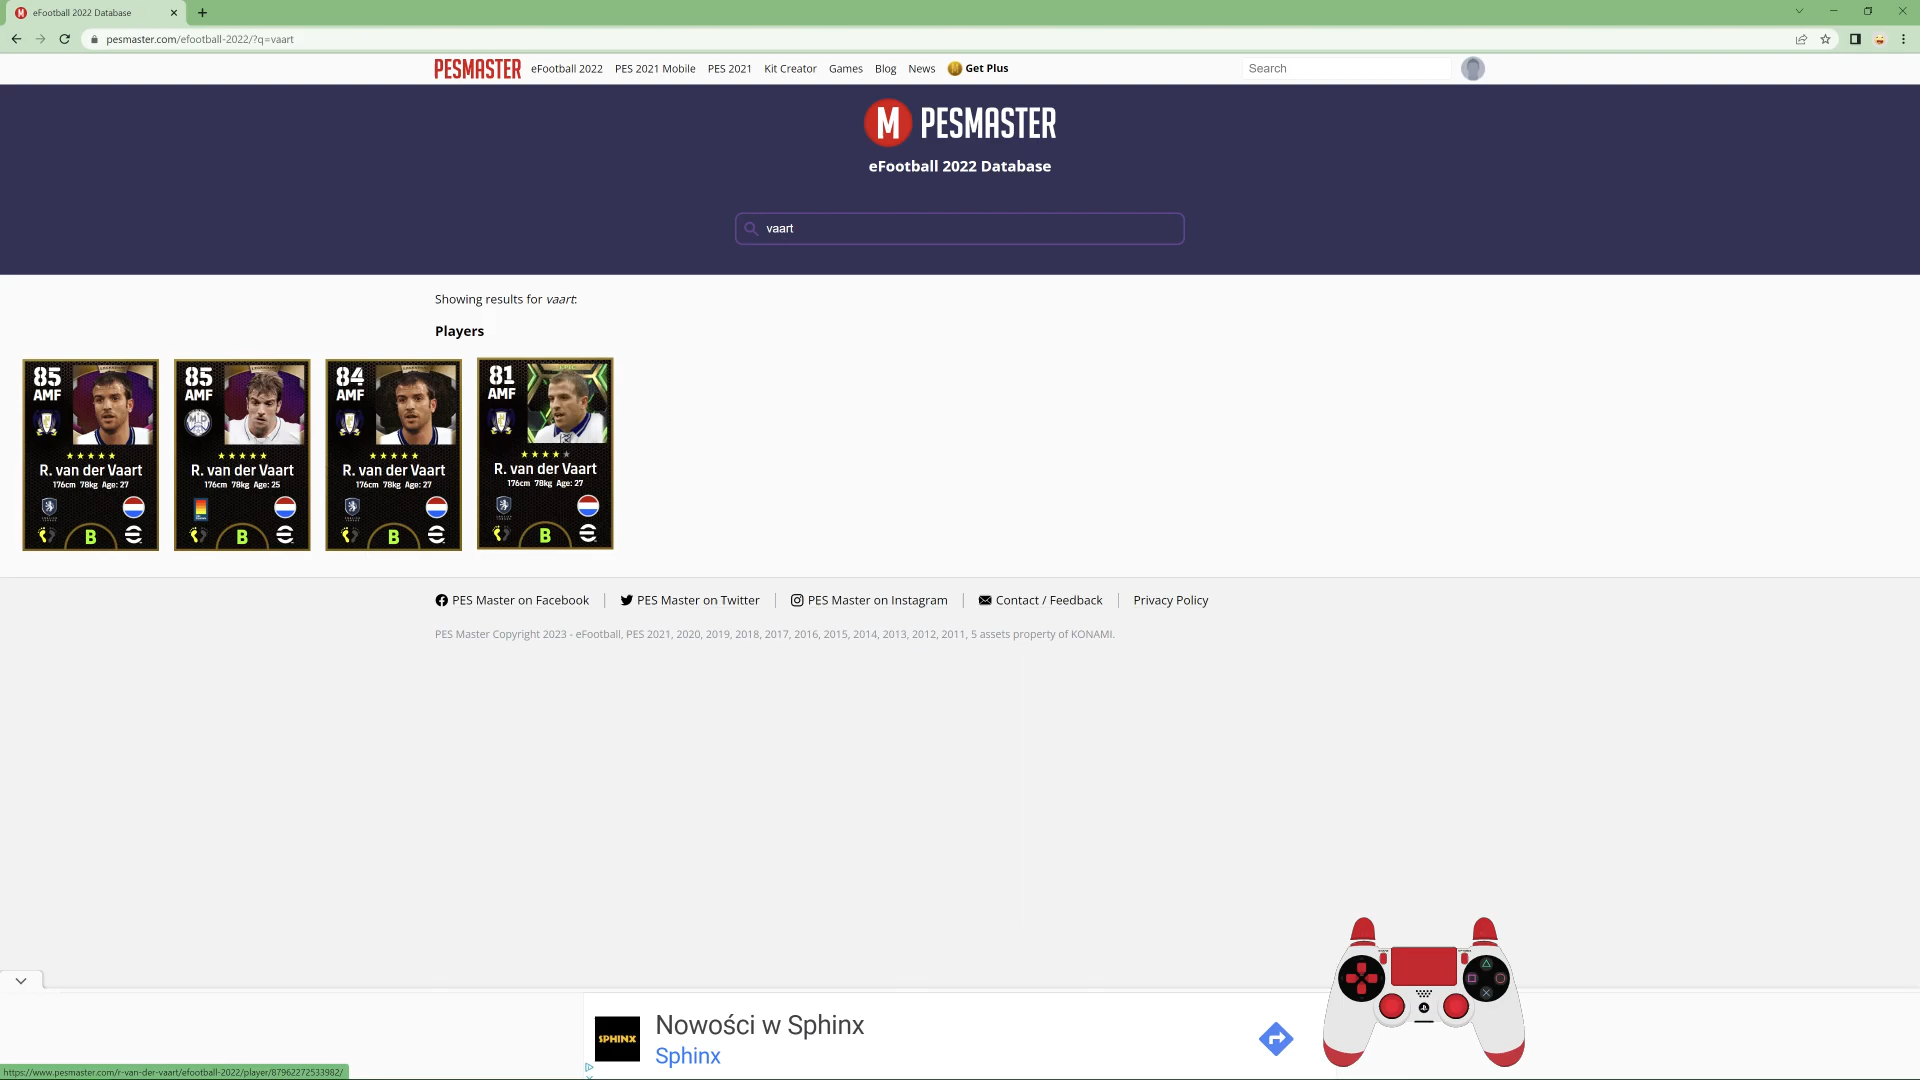 eFootball 2022 Database
pesmaster.com/efootball-2022/?q=vaart
PESMASTER eFootball 2022 PES 2021 Mobile PES 2021 Kit Creator Games Blog News Get Plus Search
M PESMASTER
eFootball 2022 Database
vaart
Showing results for vaart:
Players
85
AMF
R. van der Vaart
176cm 78kg Age: 27
B
85
AMF
R. van der Vaart
176cm 78kg Age: 25
B
84
AMF
R. van der Vaart
176cm 78kg Age: 27
B
81
AMF
R. van der Vaart
176cm 78kg Age: 27
B
PES Master on Facebook PES Master on Twitter PES Master on Instagram Contact / Feedback Privacy Policy
PES Master Copyright 2023 - eFootball, PES 2021, 2020, 2019, 2018, 2017, 2016, 2015, 2014, 2013, 2012, 2011, 5 assets property of KONAMI.
SPHINX
Nowości w Sphinx
Sphinx
https://www.pesmaster.com/r-van-der-vaart/efootball-2022/player/87962272533982/